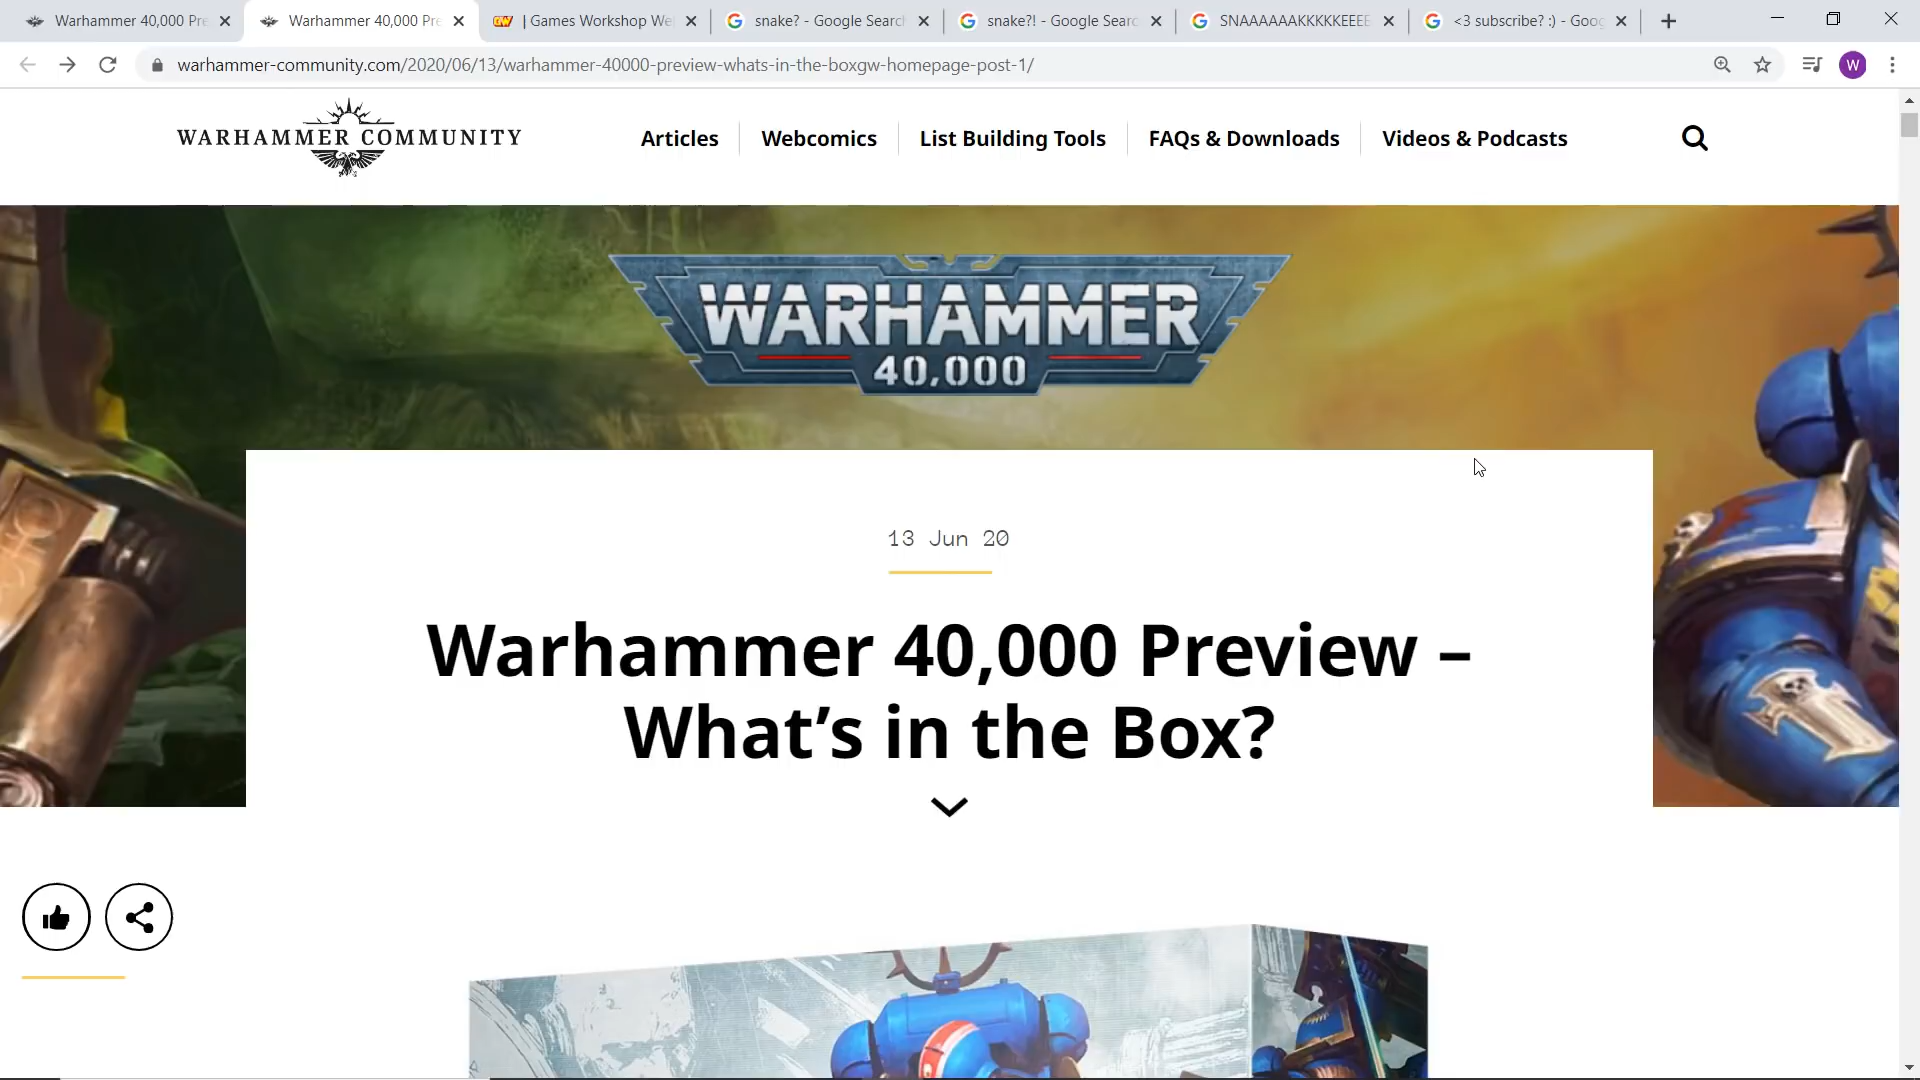 Warhammer 40,000 Pre
Warhammer 40,000 Pre
| Games Workshop We
snake? - Google Search
snake?! - Google Searc
SNAAAAAAKKKKKEEEE
<3 subscribe? :) - Goog
warhammer-community.com/2020/06/13/warhammer-40000-preview-whats-in-the-boxgw-homepage-post-1/
W
WARHAMMER COMMUNITY
Articles
Webcomics
List Building Tools
FAQs & Downloads
Videos & Podcasts
WARHAMMER
40,000
13 Jun 20
Warhammer 40,000 Preview –
What’s in the Box?